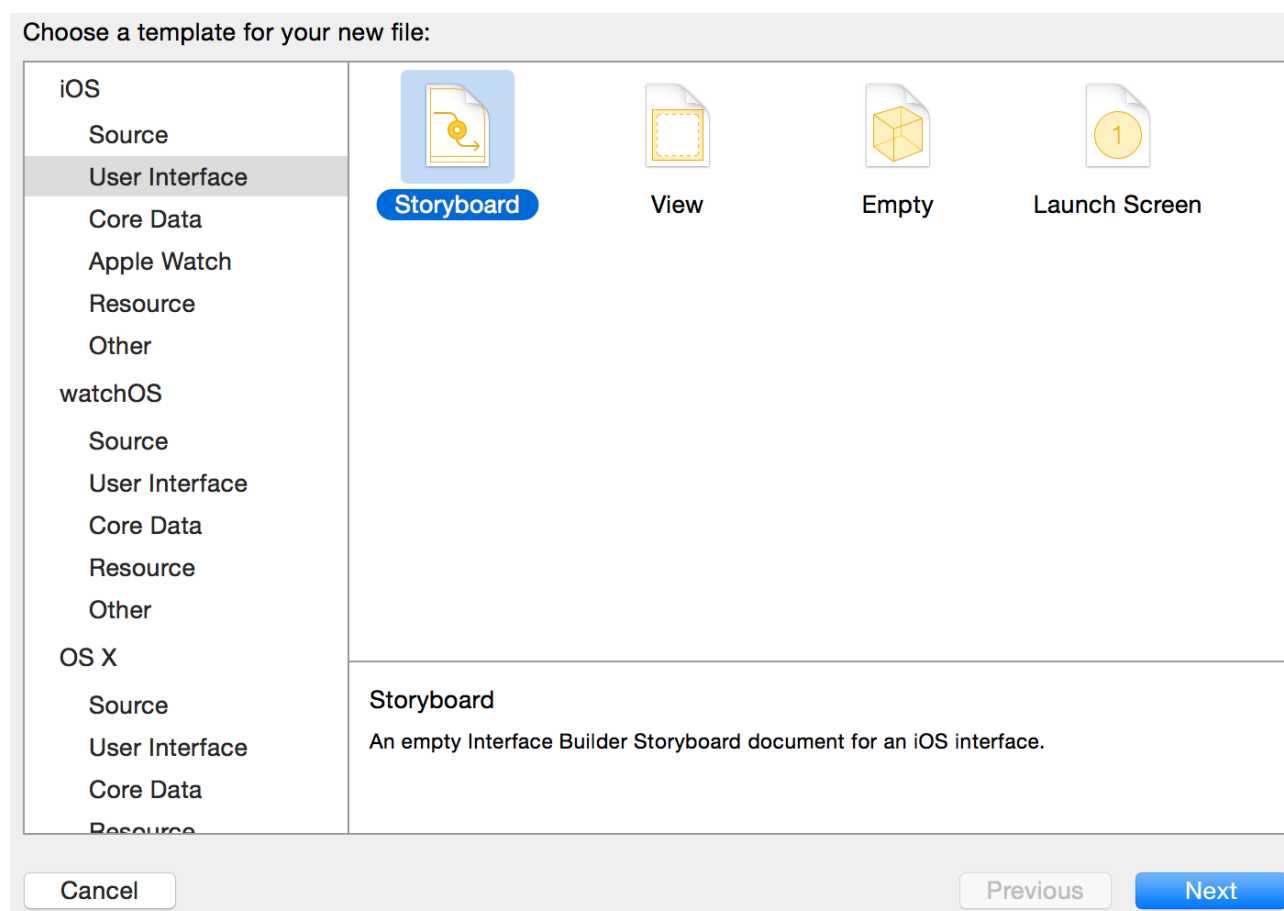 Choose a template for your new file:
iOS
Source
User Interface
Core Data
Apple Watch
Resource
Other
watchOS
Source
User Interface
Core Data
Resource
Other
OS X
Source
User Interface
Core Data
Resource
Storyboard
View
Empty
1
Launch Screen
Storyboard
An empty Interface Builder Storyboard document for an iOS interface.
Cancel
Previous
Next